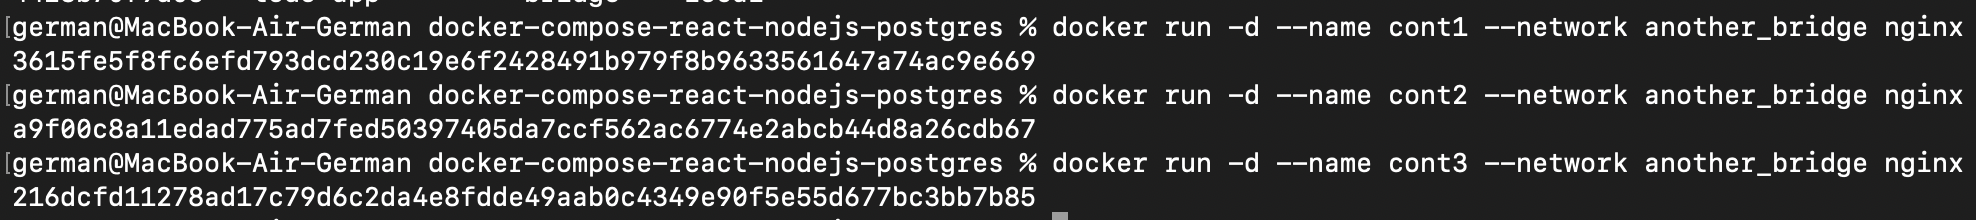 [german@MacBook-Air-German docker-compose-react-nodejs-postgres % docker run -d --name cont1 --network another_bridge nginx
3615fe5f8fc6efd793dcd230c19e6f2428491b979f8b9633561647a74ac9e669
[german@MacBook-Air-German docker-compose-react-nodejs-postgres % docker run -d --name cont2 --network another_bridge nginx
a9f00c8a11edad775ad7fed50397405da7ccf562ac6774e2abcb44d8a26cdb67
[german@MacBook-Air-German docker-compose-react-nodejs-postgres % docker run -d --name cont3 --network another_bridge nginx
216dcfd11278ad17c79d6c2da4e8fdde49aab0c4349e90f5e55d677bc3bb7b85